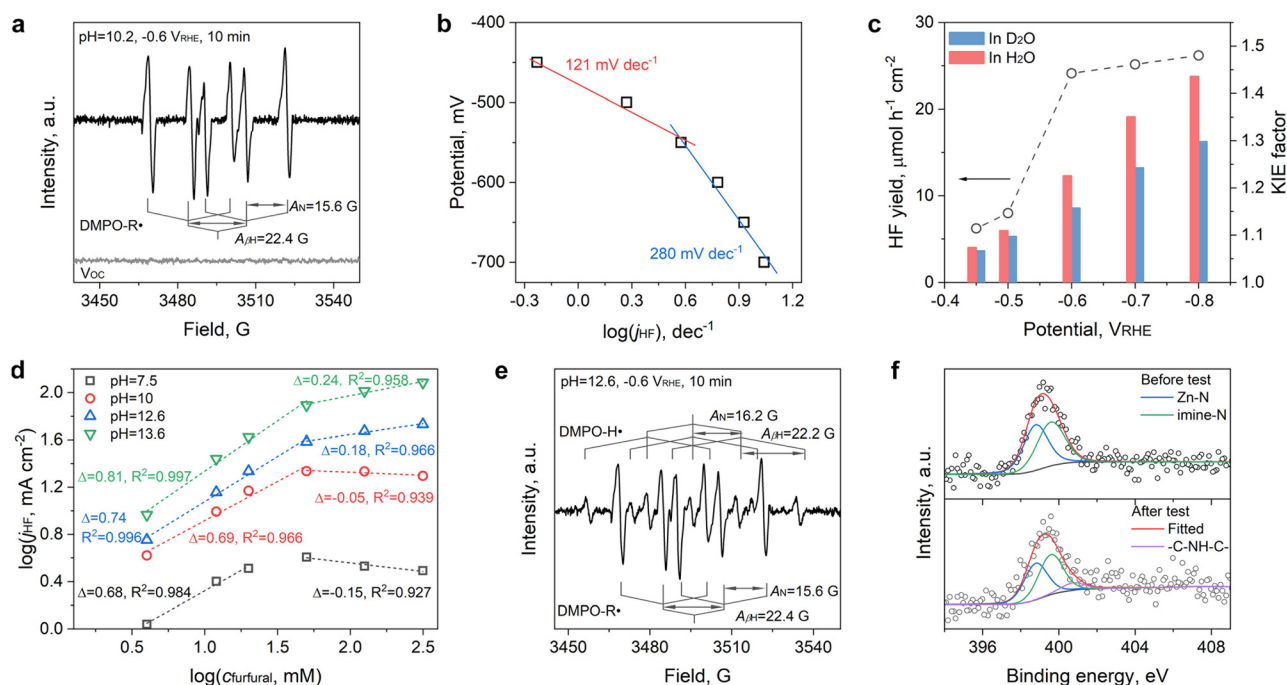 a
pH=10.2, -0.6 VRHE, 10 min
Intensity, a.u.
DMPO-R•
AN=15.6 G
AβH=22.4 G
VOC
3440 3480 3510 3550
Field, G
b
-400
-500
-600
-700
Potential, mV
121 mV dec-1
280 mV dec-1
-0.3 0.0 0.3 0.6 0.9 1.2
log(jHF), dec-1
c
In D2O
In H2O
30
20
10
0
HF yield, μmol h-1 cm-2
1.5
1.4
1.3
1.2
1.1
1.0
KIE factor
-0.4 -0.5 -0.6 -0.7 -0.8
Potential, VRHE
d
pH=7.5
pH=10
pH=12.6
pH=13.6
2.0
1.6
1.2
0.8
0.4
0.0
log(jHF), mA cm-2
Δ=0.24, R2=0.958
Δ=0.18, R2=0.966
Δ=0.81, R2=0.997
Δ=-0.05, R2=0.939
Δ=0.74
R2=0.996
Δ=0.69, R2=0.966
Δ=0.68, R2=0.984
Δ=-0.15, R2=0.927
0.5 1.0 1.5 2.0 2.5
log(cfurfural, mM)
e
pH=12.6, -0.6 VRHE, 10 min
Intensity, a.u.
DMPO-H•
AN=16.2 G
AβH=22.2 G
DMPO-R•
AN=15.6 G
AβH=22.4 G
3450 3480 3510 3540
Field, G
f
Before test
Zn-N
imine-N
Intensity, a.u.
After test
Fitted
-C-NH-C-
396 400 404 408
Binding energy, eV